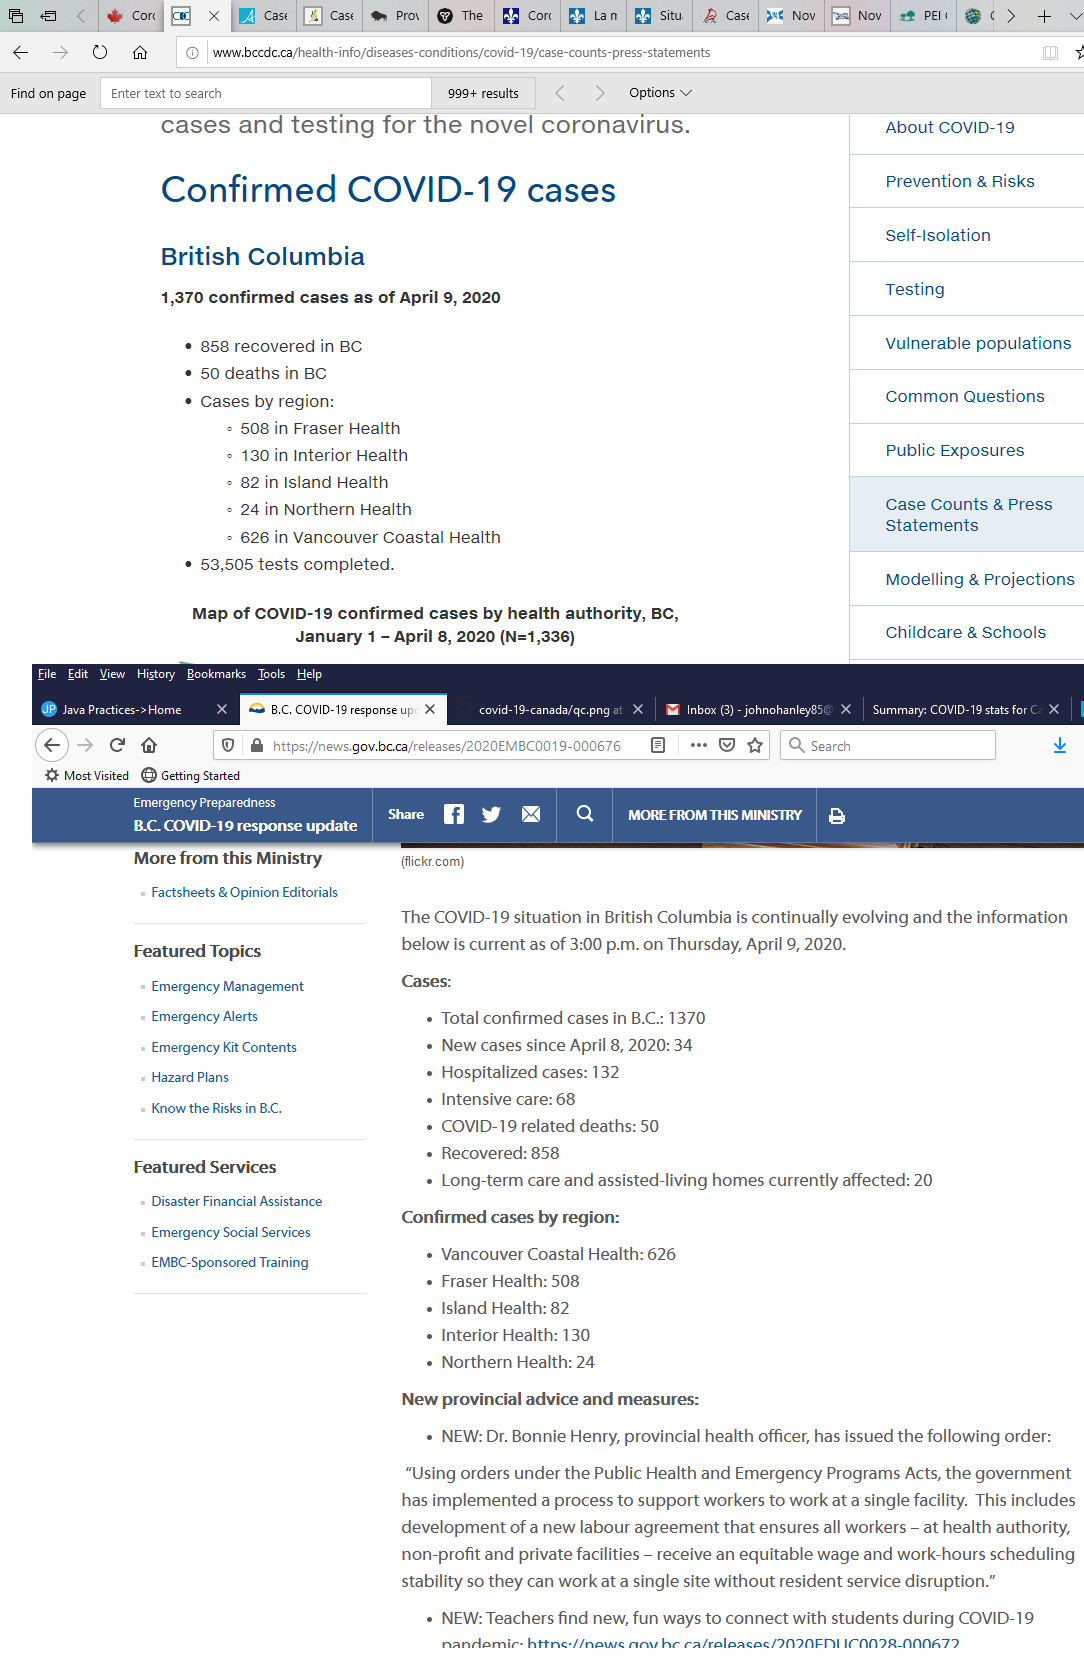 Corc
Case
Case
Prov
The
Corc
La m
Situ
Case
Nov
Nov
PEI
www.bccdc.ca/health-info/diseases-conditions/covid-19/case-counts-press-statements
Find on page
Enter text to search
999+ results
Options
cases and testing for the novel coronavirus.
Confirmed COVID-19 cases
British Columbia
1,370 confirmed cases as of April 9, 2020
• 858 recovered in BC
• 50 deaths in BC
• Cases by region:
◦ 508 in Fraser Health
◦ 130 in Interior Health
◦ 82 in Island Health
◦ 24 in Northern Health
◦ 626 in Vancouver Coastal Health
• 53,505 tests completed.
Map of COVID-19 confirmed cases by health authority, BC,
January 1 – April 8, 2020 (N=1,336)
About COVID-19
Prevention & Risks
Self-Isolation
Testing
Vulnerable populations
Common Questions
Public Exposures
Case Counts & Press
Statements
Modelling & Projections
Childcare & Schools
File Edit View History Bookmarks Tools Help
JP Java Practices->Home
B.C. COVID-19 response upd
covid-19-canada/qc.png at
Inbox (3) - johnohanley85@
Summary: COVID-19 stats for Ca
https://news.gov.bc.ca/releases/2020EMBC0019-000676
Search
Most Visited
Getting Started
Emergency Preparedness
B.C. COVID-19 response update
Share
MORE FROM THIS MINISTRY
More from this Ministry
Factsheets & Opinion Editorials
Featured Topics
Emergency Management
Emergency Alerts
Emergency Kit Contents
Hazard Plans
Know the Risks in B.C.
Featured Services
Disaster Financial Assistance
Emergency Social Services
EMBC-Sponsored Training
(flickr.com)
The COVID-19 situation in British Columbia is continually evolving and the information
below is current as of 3:00 p.m. on Thursday, April 9, 2020.
Cases:
• Total confirmed cases in B.C.: 1370
• New cases since April 8, 2020: 34
• Hospitalized cases: 132
• Intensive care: 68
• COVID-19 related deaths: 50
• Recovered: 858
• Long-term care and assisted-living homes currently affected: 20
Confirmed cases by region:
• Vancouver Coastal Health: 626
• Fraser Health: 508
• Island Health: 82
• Interior Health: 130
• Northern Health: 24
New provincial advice and measures:
• NEW: Dr. Bonnie Henry, provincial health officer, has issued the following order:
“Using orders under the Public Health and Emergency Programs Acts, the government
has implemented a process to support workers to work at a single facility. This includes
development of a new labour agreement that ensures all workers – at health authority,
non-profit and private facilities – receive an equitable wage and work-hours scheduling
stability so they can work at a single site without resident service disruption.”
• NEW: Teachers find new, fun ways to connect with students during COVID-19
pandemic: https://news.gov.bc.ca/releases/2020EDUC0028-000672